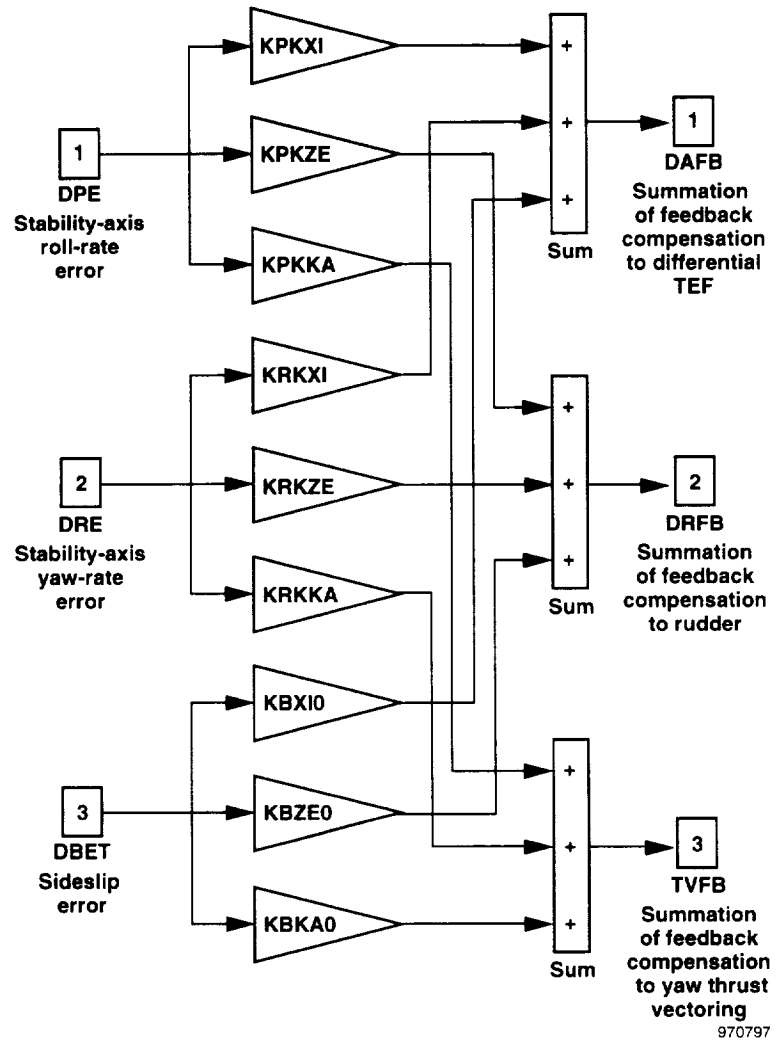 KPKXI
+
1
KPKZE
+
1
DPE
DAFB
Stability-axis
roll-rate
error
+
Summation
of feedback
compensation
to differential
TEF
KPKKA
Sum
KRKXI
+
2
KRKZE
+
2
DRE
DRFB
Stability-axis
yaw-rate
error
+
Summation
of feedback
compensation
to rudder
KRKKA
Sum
KBXI0
+
3
KBZE0
+
3
DBET
TVFB
Sideslip
error
KBKA0
+
Summation
of feedback
compensation
to yaw thrust
vectoring
Sum
970797